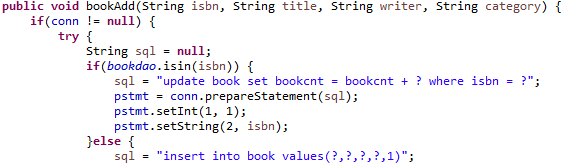 public void bookAdd(String isbn, String title, String writer, String category) {
if(conn != null) {
try {
String sql = null;
if(bookdao.isin(isbn)) {
sql = "update book set bookcnt = bookcnt + ? where isbn = ?";
pstmt = conn.prepareStatement(sql);
pstmt.setInt(1, 1);
pstmt.setString(2, isbn);
}else {
sql = "insert into book values(?,?,?,?,1)";